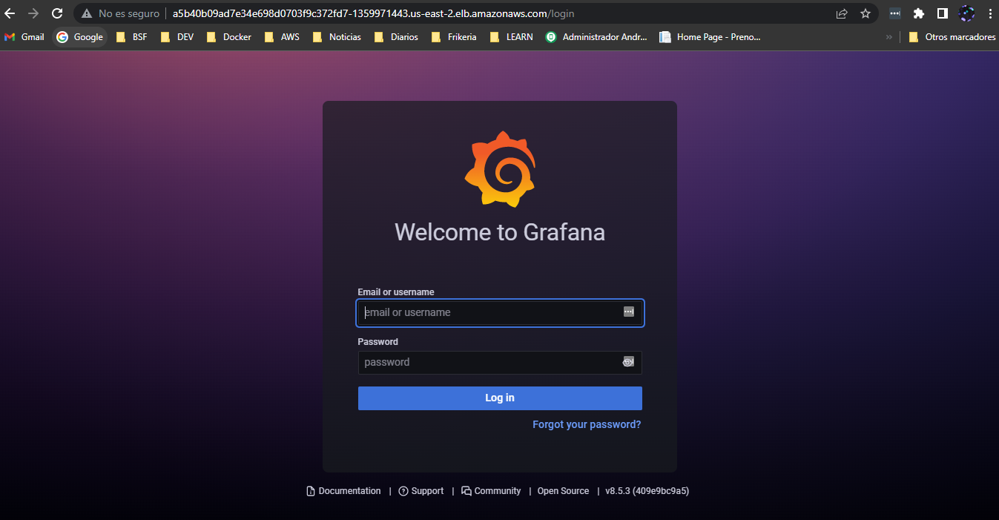 No es seguro | a5b40b09ad7e34e698d0703f9c372fd7-1359971443.us-east-2.elb.amazonaws.com/login
Gmail Google BSF DEV Docker AWS Noticias Diarios Frikeria LEARN Administrador Andr... Home Page - Preno... » Otros marcadores
Welcome to Grafana
Email or username
email or username
Password
password
Log in
Forgot your password?
Documentation | Support | Community | Open Source | v8.5.3 (409e9bc9a5)